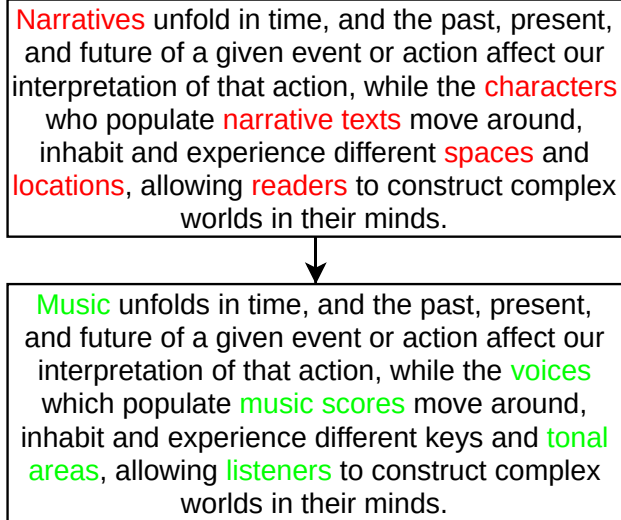 Narratives unfold in time, and the past, present,
and future of a given event or action affect our
interpretation of that action, while the characters
who populate narrative texts move around,
inhabit and experience different spaces and
locations, allowing readers to construct complex
worlds in their minds.
Music unfolds in time, and the past, present,
and future of a given event or action affect our
interpretation of that action, while the voices
which populate music scores move around,
inhabit and experience different keys and tonal
areas, allowing listeners to construct complex
worlds in their minds.